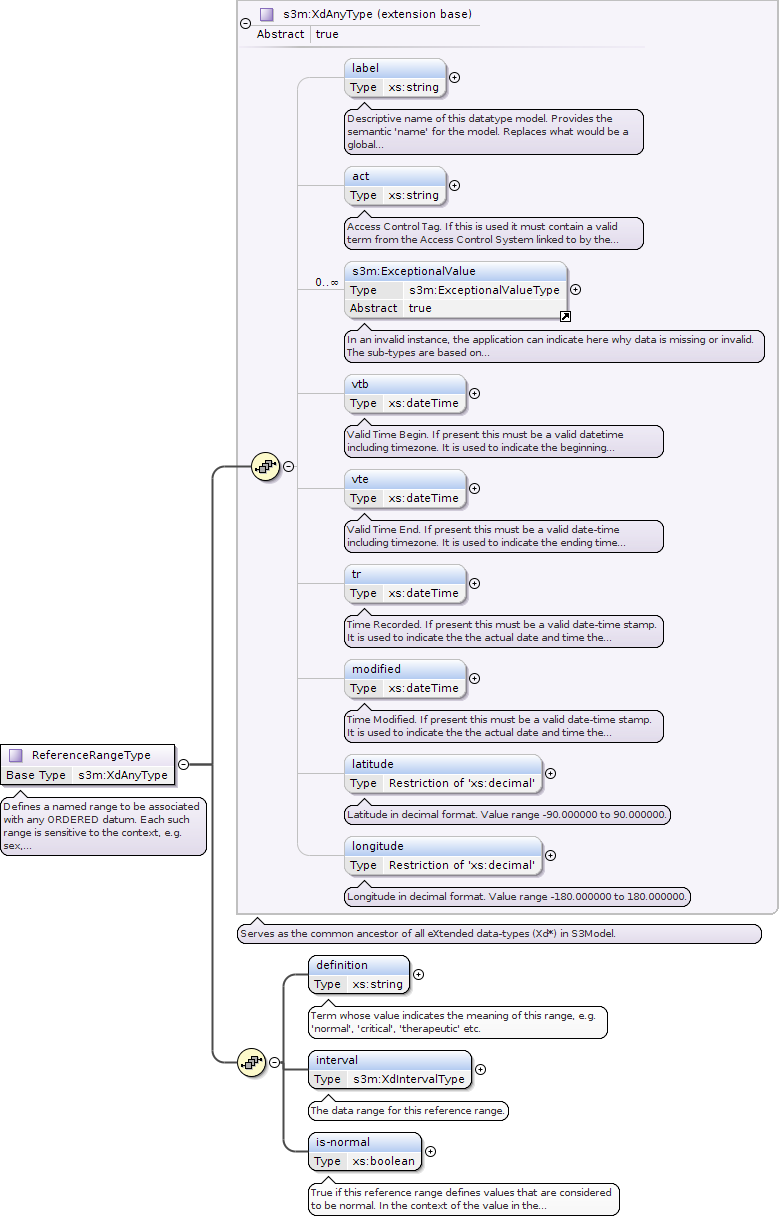 s3m:XdAnyType (extension base)
Abstract true
label
Type xs:string
Descriptive name of this datatype model. Provides the
semantic 'name' for the model. Replaces what would be a
global...
act
Type xs:string
Access Control Tag. If this is used it must contain a valid
term from the Access Control System linked to by the...
0..∞
s3m:ExceptionalValue
Type s3m:ExceptionalValueType
Abstract true
In an invalid instance, the application can indicate here why data is missing or invalid.
The sub-types are based on...
vtb
Type xs:dateTime
Valid Time Begin. If present this must be a valid datetime
including timezone. It is used to indicate the beginning...
vte
Type xs:dateTime
Valid Time End. If present this must be a valid date-time
including timezone. It is used to indicate the ending time...
tr
Type xs:dateTime
Time Recorded. If present this must be a valid date-time stamp.
It is used to indicate the the actual date and time the...
modified
Type xs:dateTime
Time Modified. If present this must be a valid date-time stamp.
It is used to indicate the the actual date and time the...
latitude
Type Restriction of 'xs:decimal'
Latitude in decimal format. Value range -90.000000 to 90.000000.
longitude
Type Restriction of 'xs:decimal'
Longitude in decimal format. Value range -180.000000 to 180.000000.
Serves as the common ancestor of all eXtended data-types (Xd*) in S3Model.
ReferenceRangeType
Base Type s3m:XdAnyType
Defines a named range to be associated
with any ORDERED datum. Each such
range is sensitive to the context, e.g.
sex,...
definition
Type xs:string
Term whose value indicates the meaning of this range, e.g.
'normal', 'critical', 'therapeutic' etc.
interval
Type s3m:XdIntervalType
The data range for this reference range.
is-normal
Type xs:boolean
True if this reference range defines values that are considered
to be normal. In the context of the value in the...